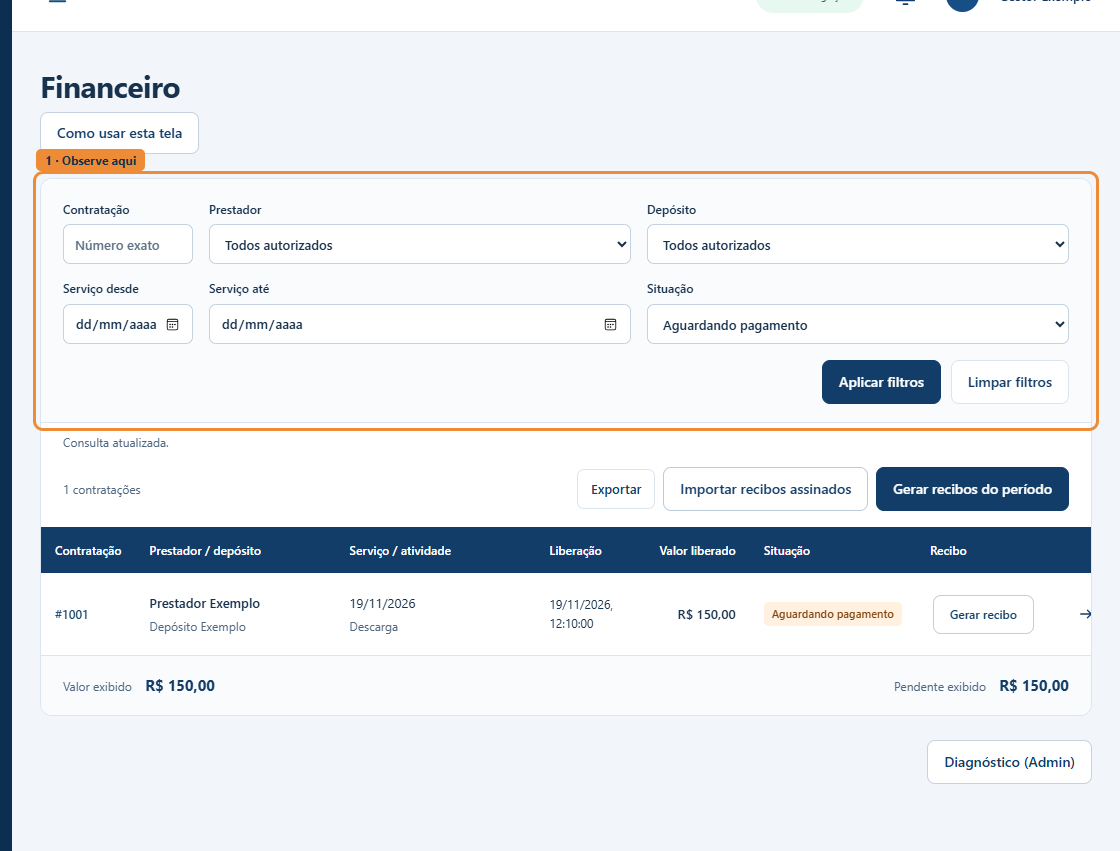 Financeiro
Como usar esta tela
1 · Observe aqui
Contratação Prestador Depósito
Número exato Todos autorizados Todos autorizados
Serviço desde Serviço até Situação
dd/mm/aaaa dd/mm/aaaa Aguardando pagamento
Aplicar filtros Limpar filtros
Consulta atualizada.
1 contratações Exportar Importar recibos assinados Gerar recibos do período
Contratação Prestador / depósito Serviço / atividade Liberação Valor liberado Situação Recibo
#1001 Prestador Exemplo 19/11/2026 19/11/2026, R$ 150,00 Aguardando pagamento Gerar recibo →
Depósito Exemplo Descarga 12:10:00
Valor exibido R$ 150,00 Pendente exibido R$ 150,00
Diagnóstico (Admin)